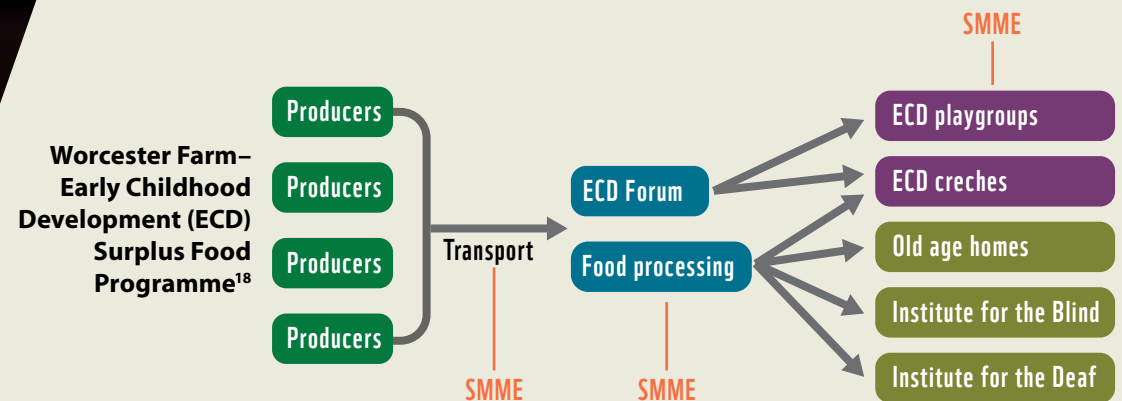 Worcester Farm–
Early Childhood
Development (ECD)
Surplus Food
Programme18
Producers
Producers
Producers
Producers
Transport
SMME
ECD Forum
Food processing
SMME
SMME
ECD playgroups
ECD creches
Old age homes
Institute for the Blind
Institute for the Deaf